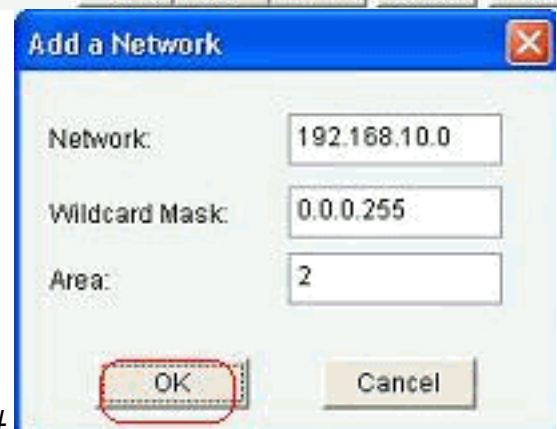 Add a Network
Network: 192.168.10.0
Wildcard Mask: 0.0.0.255
Area: 2
OK Cancel